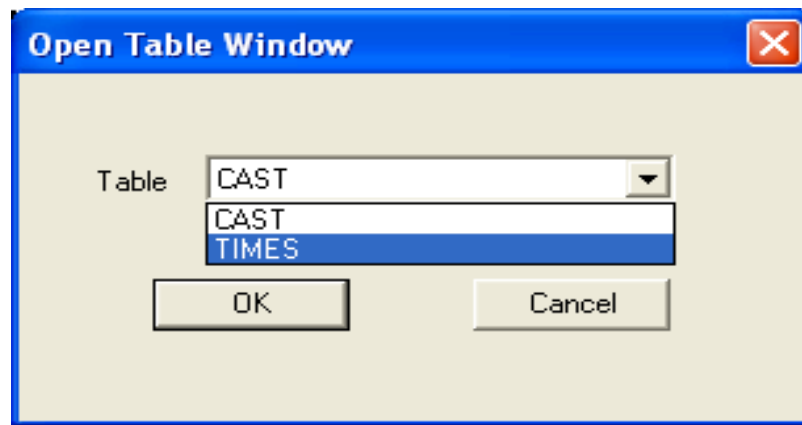 Open Table Window
Table CAST
CAST
TIMES
OK Cancel